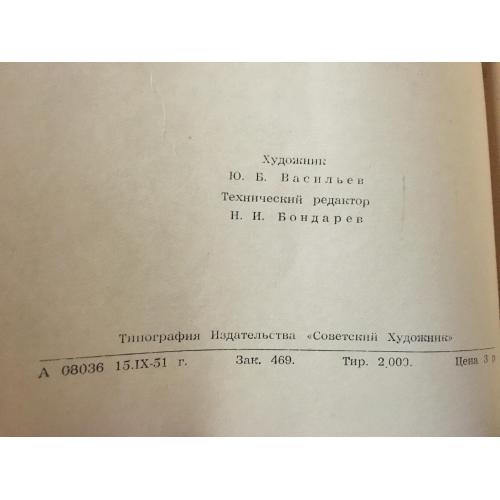 Художник
Ю. Б. Васильев
Технический редактор
Н. И. Бондарев
Типография Издательства «Советский Художник»
А 08036 15.IX-51 г. Зак. 469. Тир. 2,000. Цена 3 р